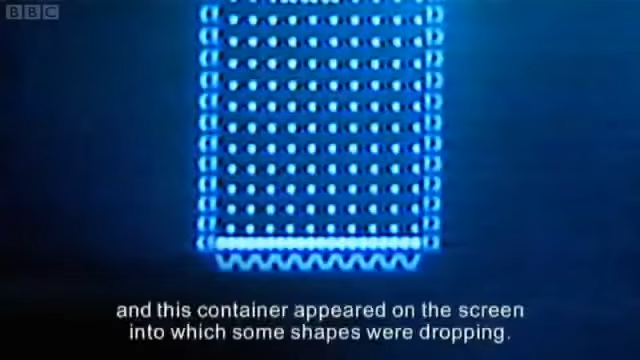 BBC
and this container appeared on the screen
into which some shapes were dropping.